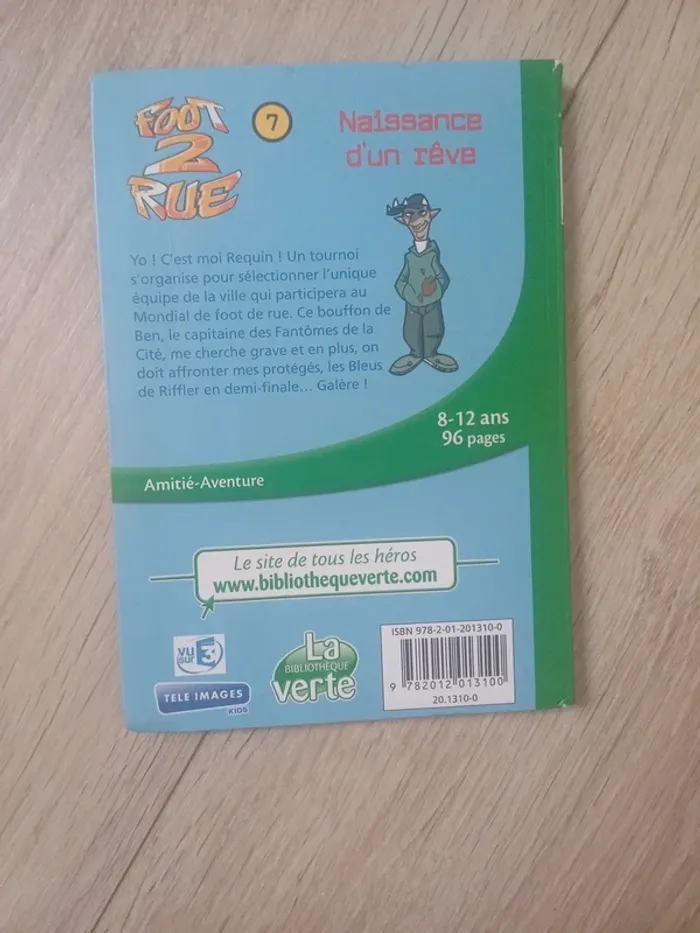 FOOT
2
RUE
7
Naissance
d'un rêve
Yo ! C'est moi Requin ! Un tournoi
s'organise pour sélectionner l'unique
équipe de la ville qui participera au
Mondial de foot de rue. Ce bouffon de
Ben, le capitaine des Fantômes de la
Cité, me cherche grave et en plus, on
doit affronter mes protégés, les Bleus
de Riffler en demi-finale... Galère !
8-12 ans
96 pages
Amitié-Aventure
Le site de tous les héros
www.bibliothequeverte.com
vu sur 3
TELE IMAGES
KIDS
La
BIBLIOTHÈQUE
verte
ISBN 978-2-01-201310-0
9 782012 013100
20.1310-0